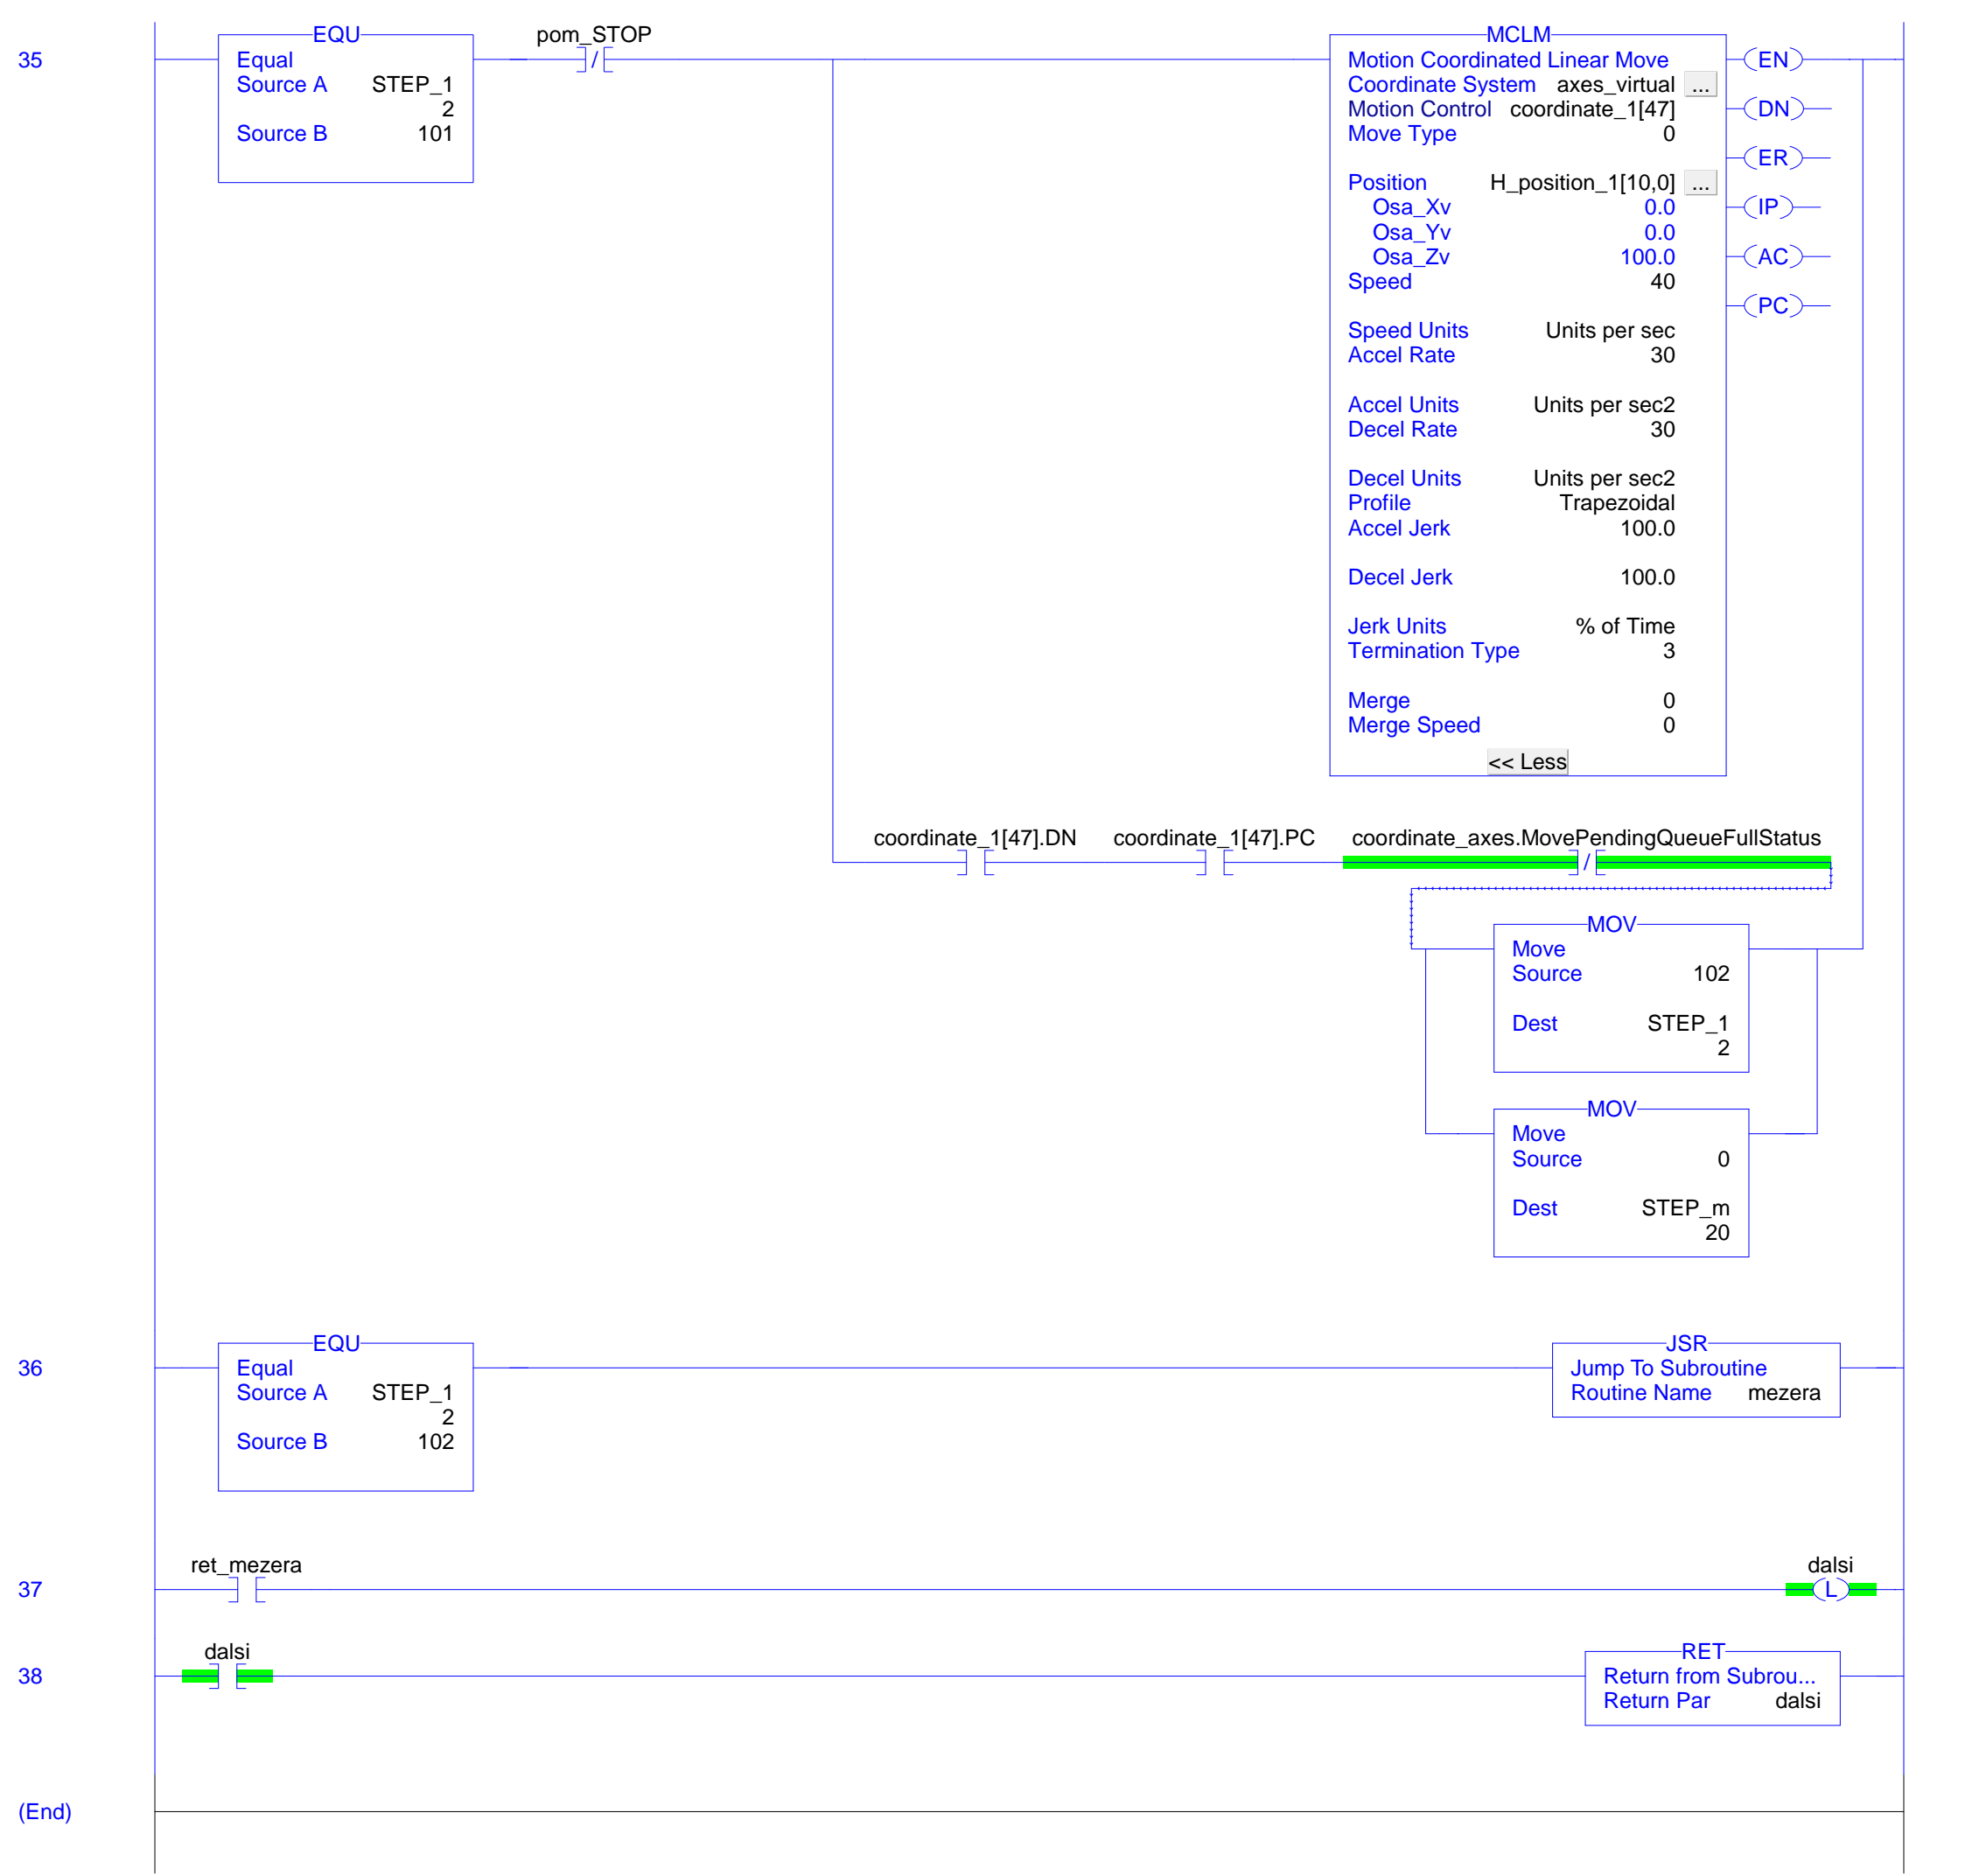 35
EQU
Equal
Source A STEP_1
2
Source B 101
pom_STOP
/
MCLM
Motion Coordinated Linear Move
Coordinate System axes_virtual ...
Motion Control coordinate_1[47]
Move Type 0
Position H_position_1[10,0] ...
Osa_Xv 0.0
Osa_Yv 0.0
Osa_Zv 100.0
Speed 40
Speed Units Units per sec
Accel Rate 30
Accel Units Units per sec2
Decel Rate 30
Decel Units Units per sec2
Profile Trapezoidal
Accel Jerk 100.0
Decel Jerk 100.0
Jerk Units % of Time
Termination Type 3
Merge 0
Merge Speed 0
<< Less
EN
DN
ER
IP
AC
PC
coordinate_1[47].DN coordinate_1[47].PC coordinate_axes.MovePendingQueueFullStatus
/
MOV
Move
Source 102
Dest STEP_1
2
MOV
Move
Source 0
Dest STEP_m
20
36
EQU
Equal
Source A STEP_1
2
Source B 102
JSR
Jump To Subroutine
Routine Name mezera
37
ret_mezera
dalsi
L
38
dalsi
RET
Return from Subrou...
Return Par dalsi
(End)